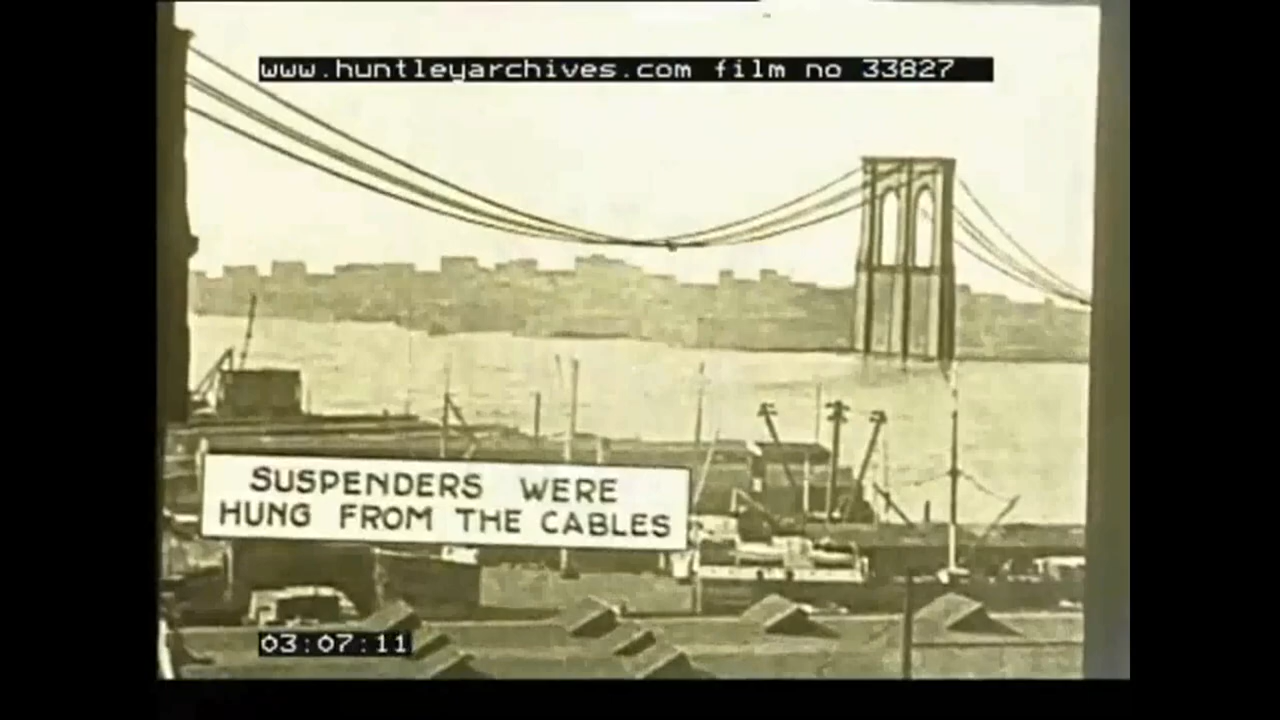 www.huntleyarchives.com film no 33827
SUSPENDERS WERE
HUNG FROM THE CABLES
03:07:11